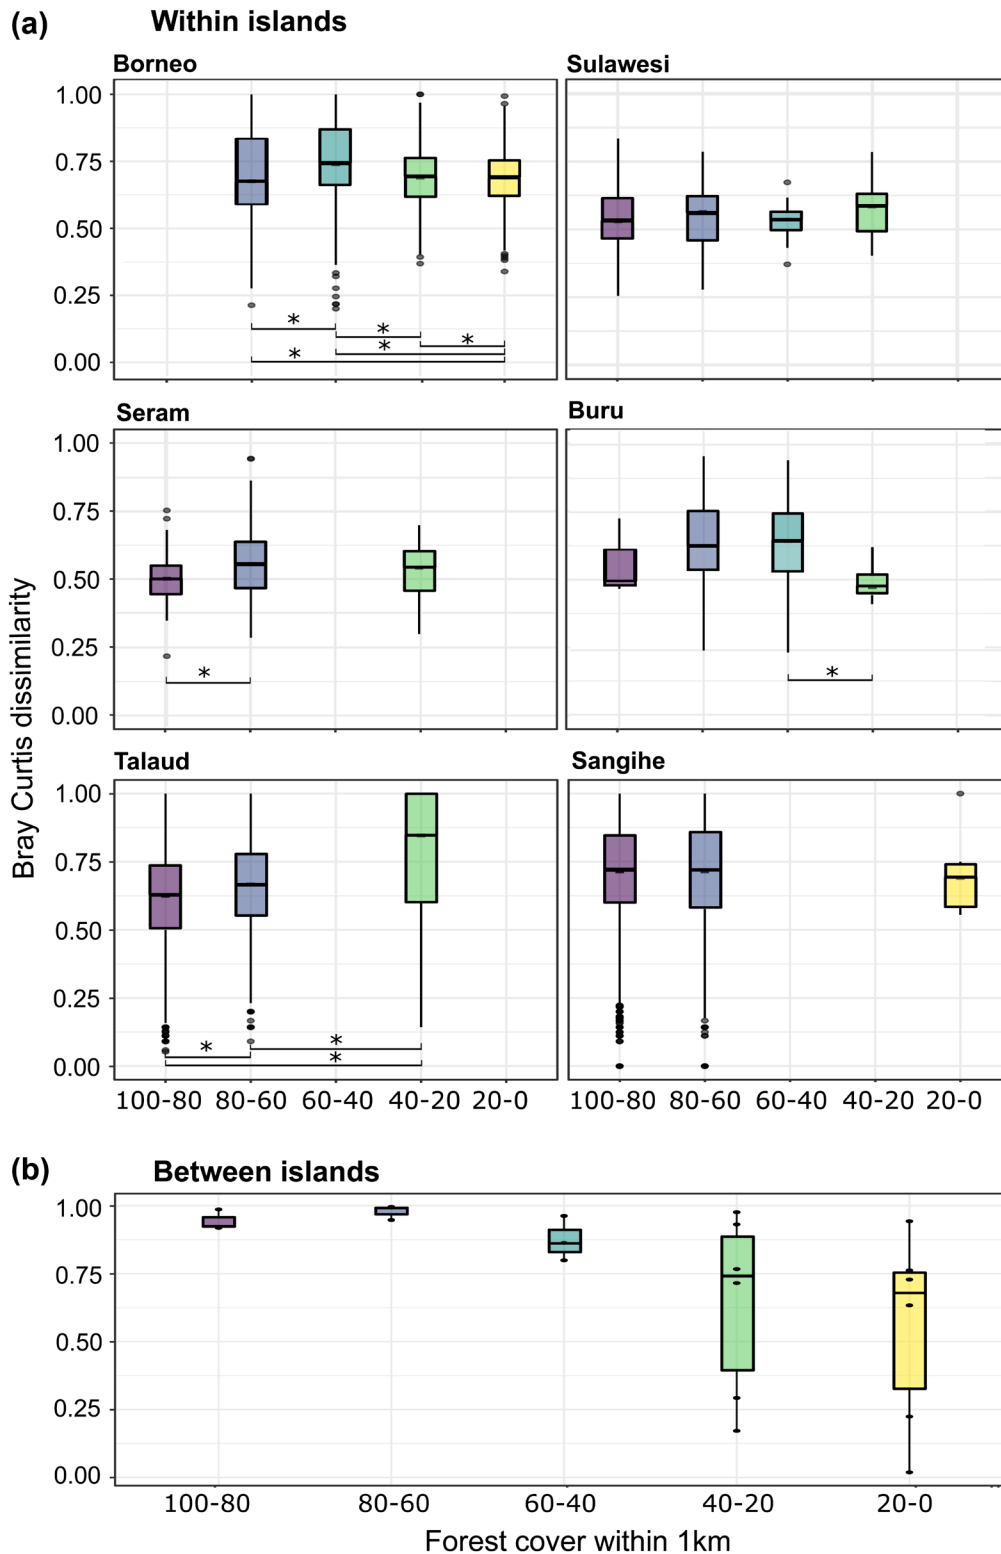 (a) Within islands
Borneo Sulawesi
1.00
0.75
0.50
0.25
0.00
* *
* *
*
Seram Buru
1.00
0.75
0.50
0.25
0.00
* *
Talaud Sangihe
1.00
0.75
0.50
0.25
0.00
* *
*
100-80 80-60 60-40 40-20 20-0 100-80 80-60 60-40 40-20 20-0
Bray Curtis dissimilarity
(b) Between islands
1.00
0.75
0.50
0.25
0.00
100-80 80-60 60-40 40-20 20-0
Forest cover within 1km